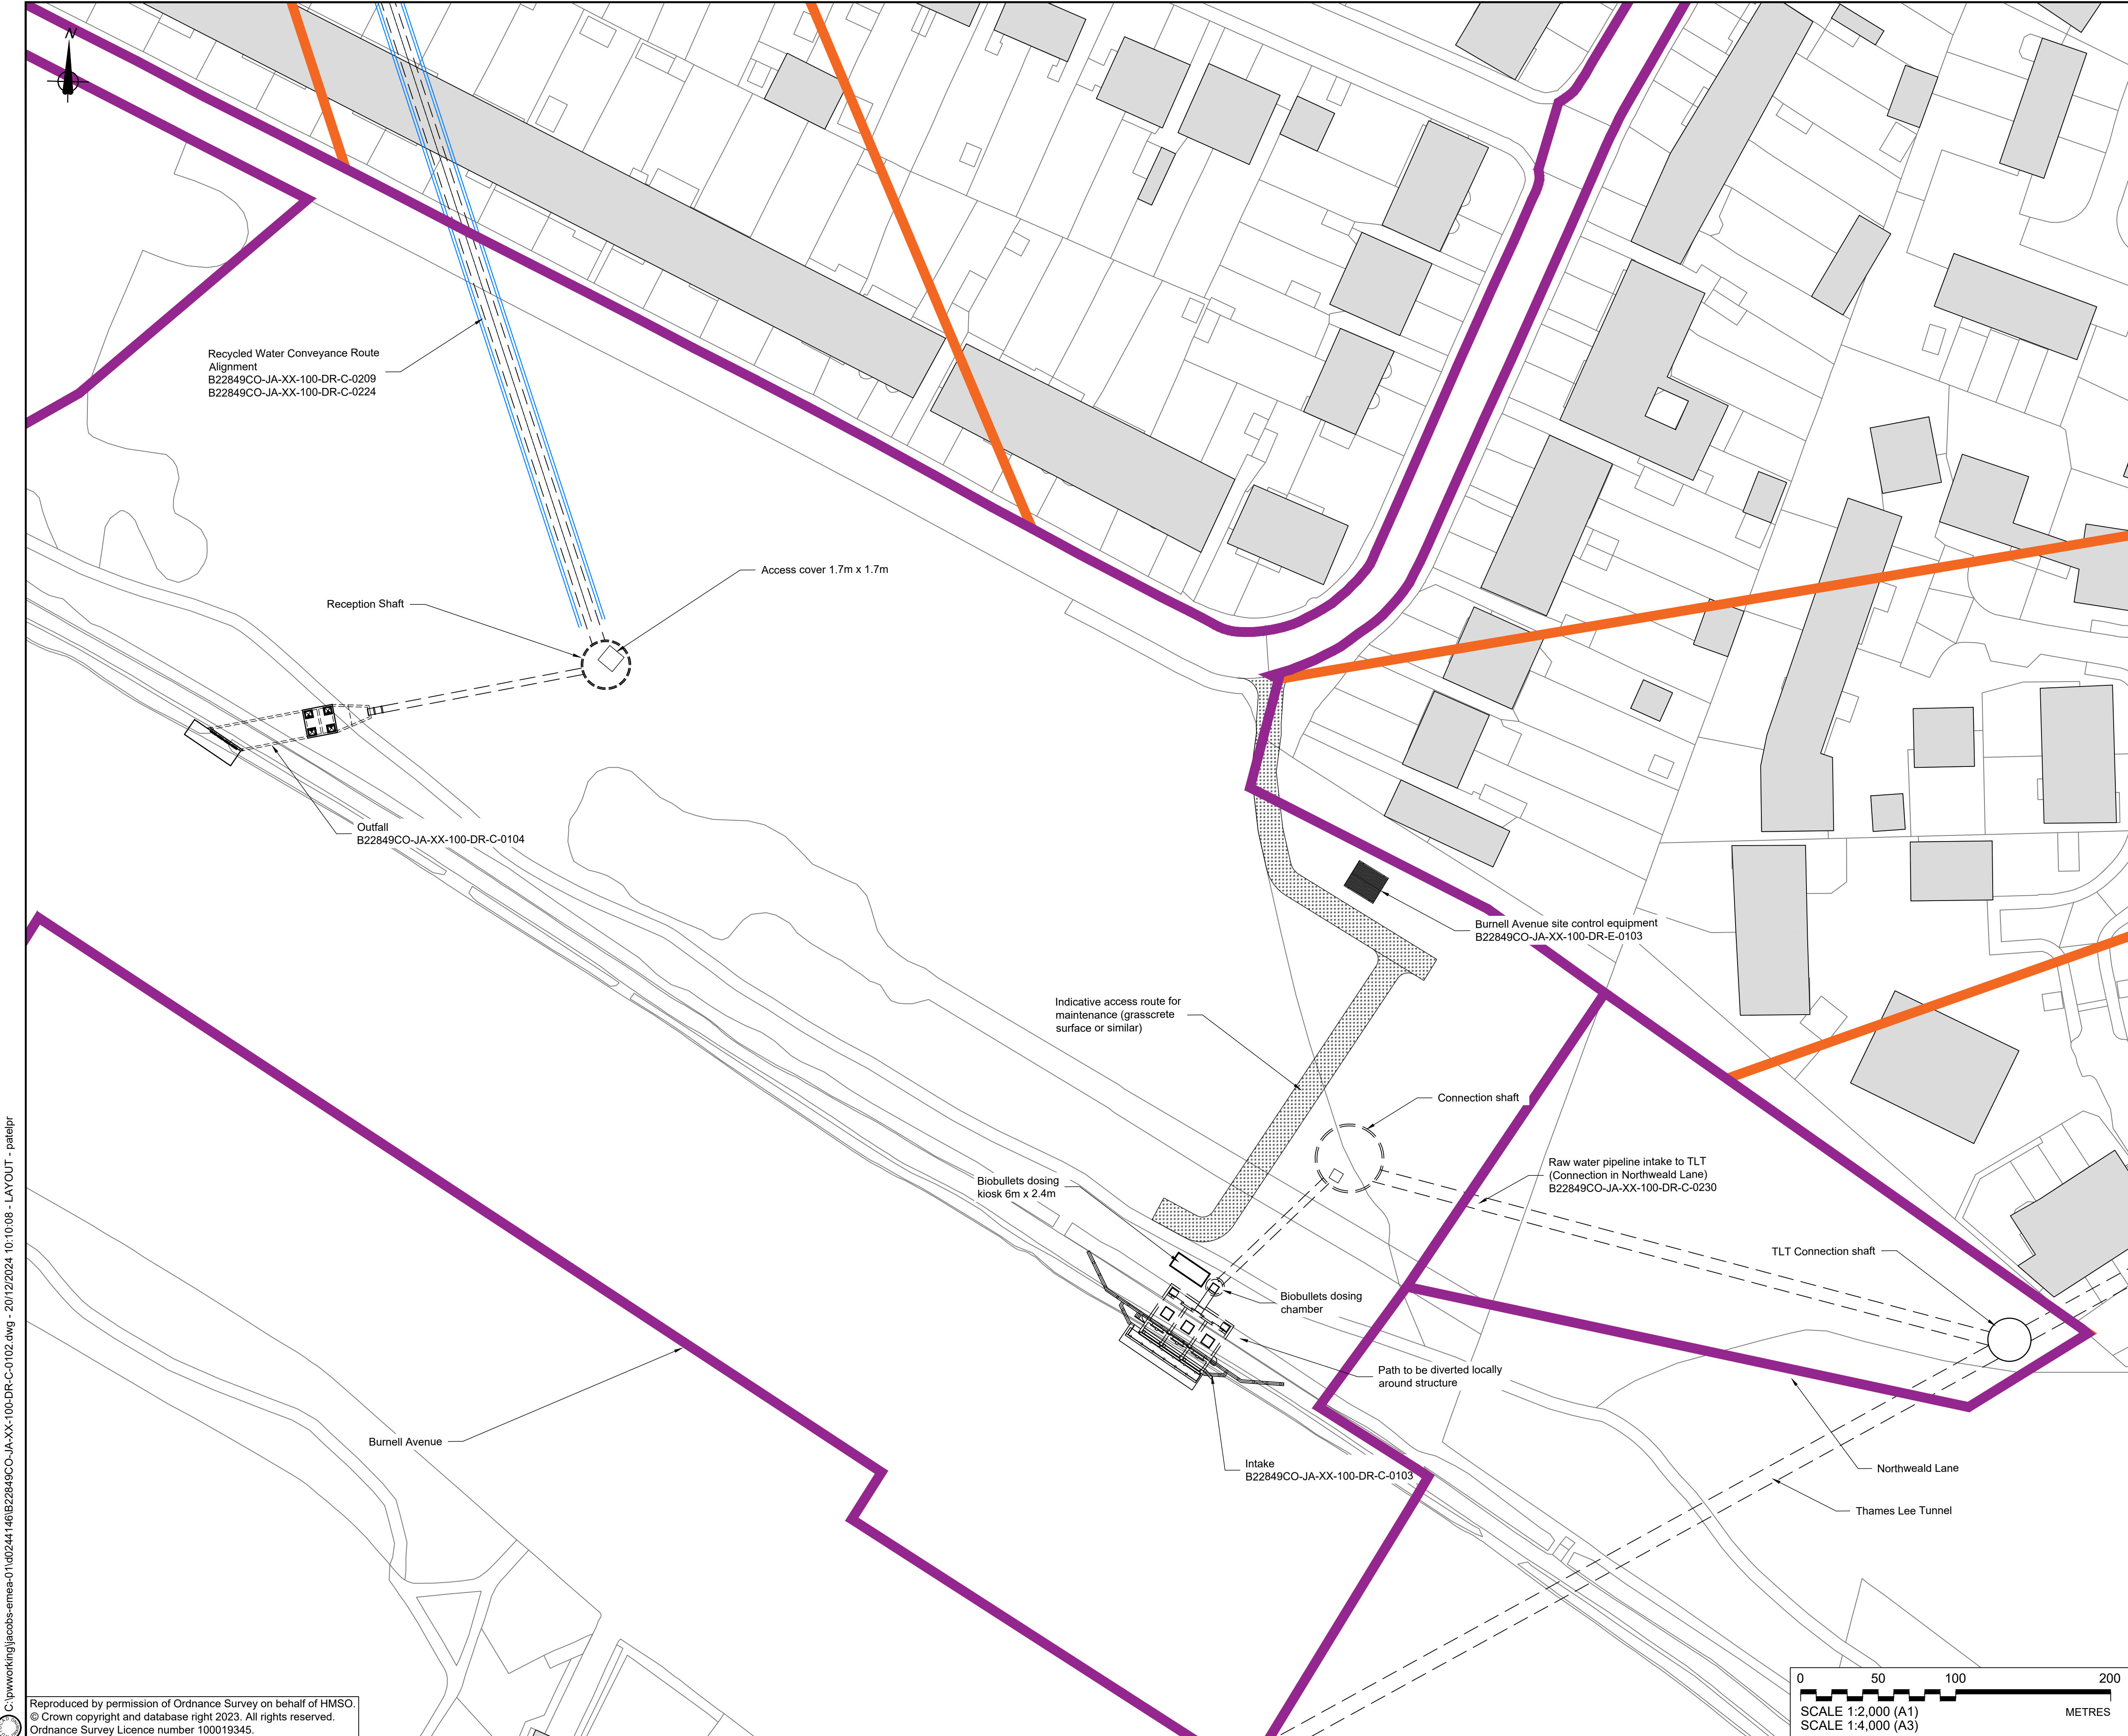 N
Recycled Water Conveyance Route
Alignment
B22849CO-JA-XX-100-DR-C-0209
B22849CO-JA-XX-100-DR-C-0224
Access cover 1.7m x 1.7m
Reception Shaft
Outfall
B22849CO-JA-XX-100-DR-C-0104
Burnell Avenue site control equipment
B22849CO-JA-XX-100-DR-E-0103
Indicative access route for
maintenance (grasscrete
surface or similar)
Connection shaft
Raw water pipeline intake to TLT
(Connection in Northweald Lane)
B22849CO-JA-XX-100-DR-C-0230
Biobullets dosing
kiosk 6m x 2.4m
TLT Connection shaft
Biobullets dosing
chamber
Path to be diverted locally
around structure
Burnell Avenue
Intake
B22849CO-JA-XX-100-DR-C-0103
Northweald Lane
Thames Lee Tunnel
C:\pwworking\jacobs-emea-01\d0244146\B22849CO-JA-XX-100-DR-C-0102.dwg - 20/12/2024 10:10:08 - LAYOUT - patelpr
Reproduced by permission of Ordnance Survey on behalf of HMSO.
© Crown copyright and database right 2023. All rights reserved.
Ordnance Survey Licence number 100019345.
0 50 100 200
SCALE 1:2,000 (A1) METRES
SCALE 1:4,000 (A3)